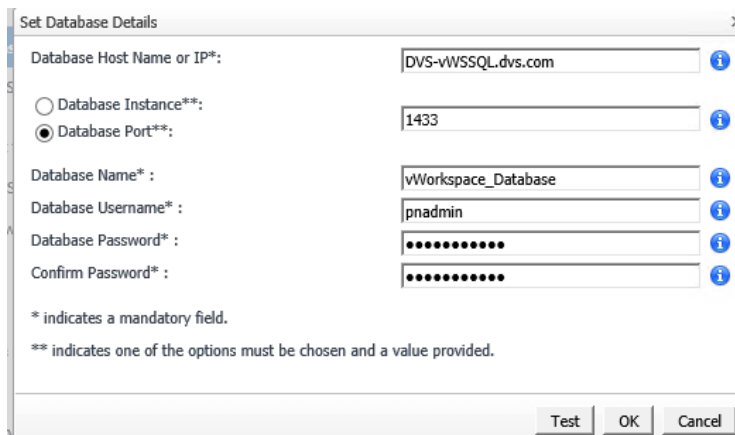 Set Database Details
Database Host Name or IP*:
DVS-vWSSQL.dvs.com
Database Instance**:
Database Port**:
1433
Database Name* :
vWorkspace_Database
Database Username* :
pnadmin
Database Password* :
•••••••••••
Confirm Password* :
•••••••••••
* indicates a mandatory field.
** indicates one of the options must be chosen and a value provided.
Test
OK
Cancel